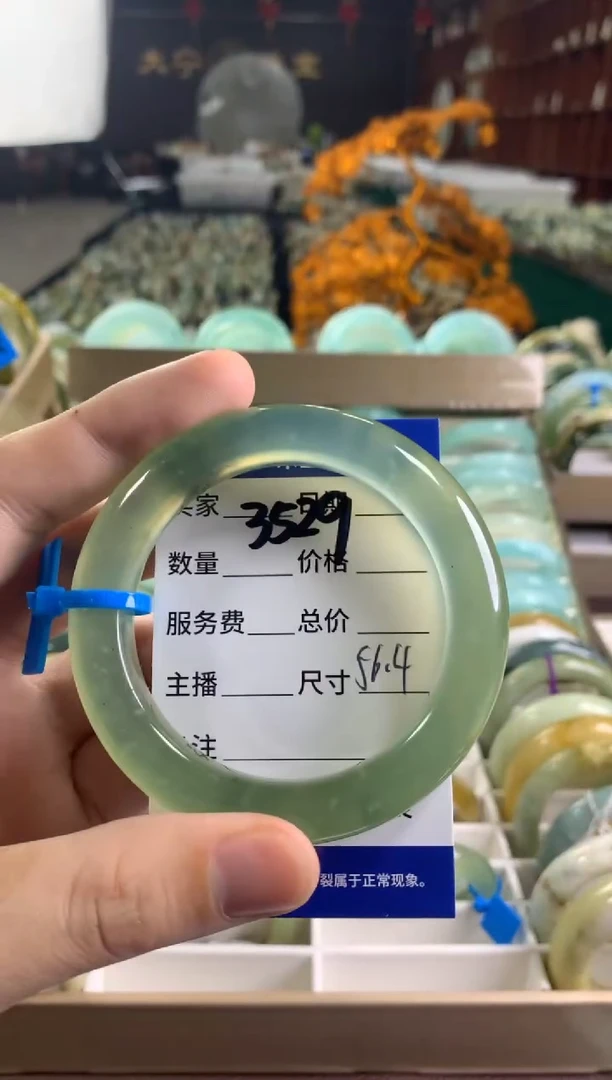 家 3529
数量 价格
服务费 总价
主播 尺寸 56.4
注
裂属于正常现象。